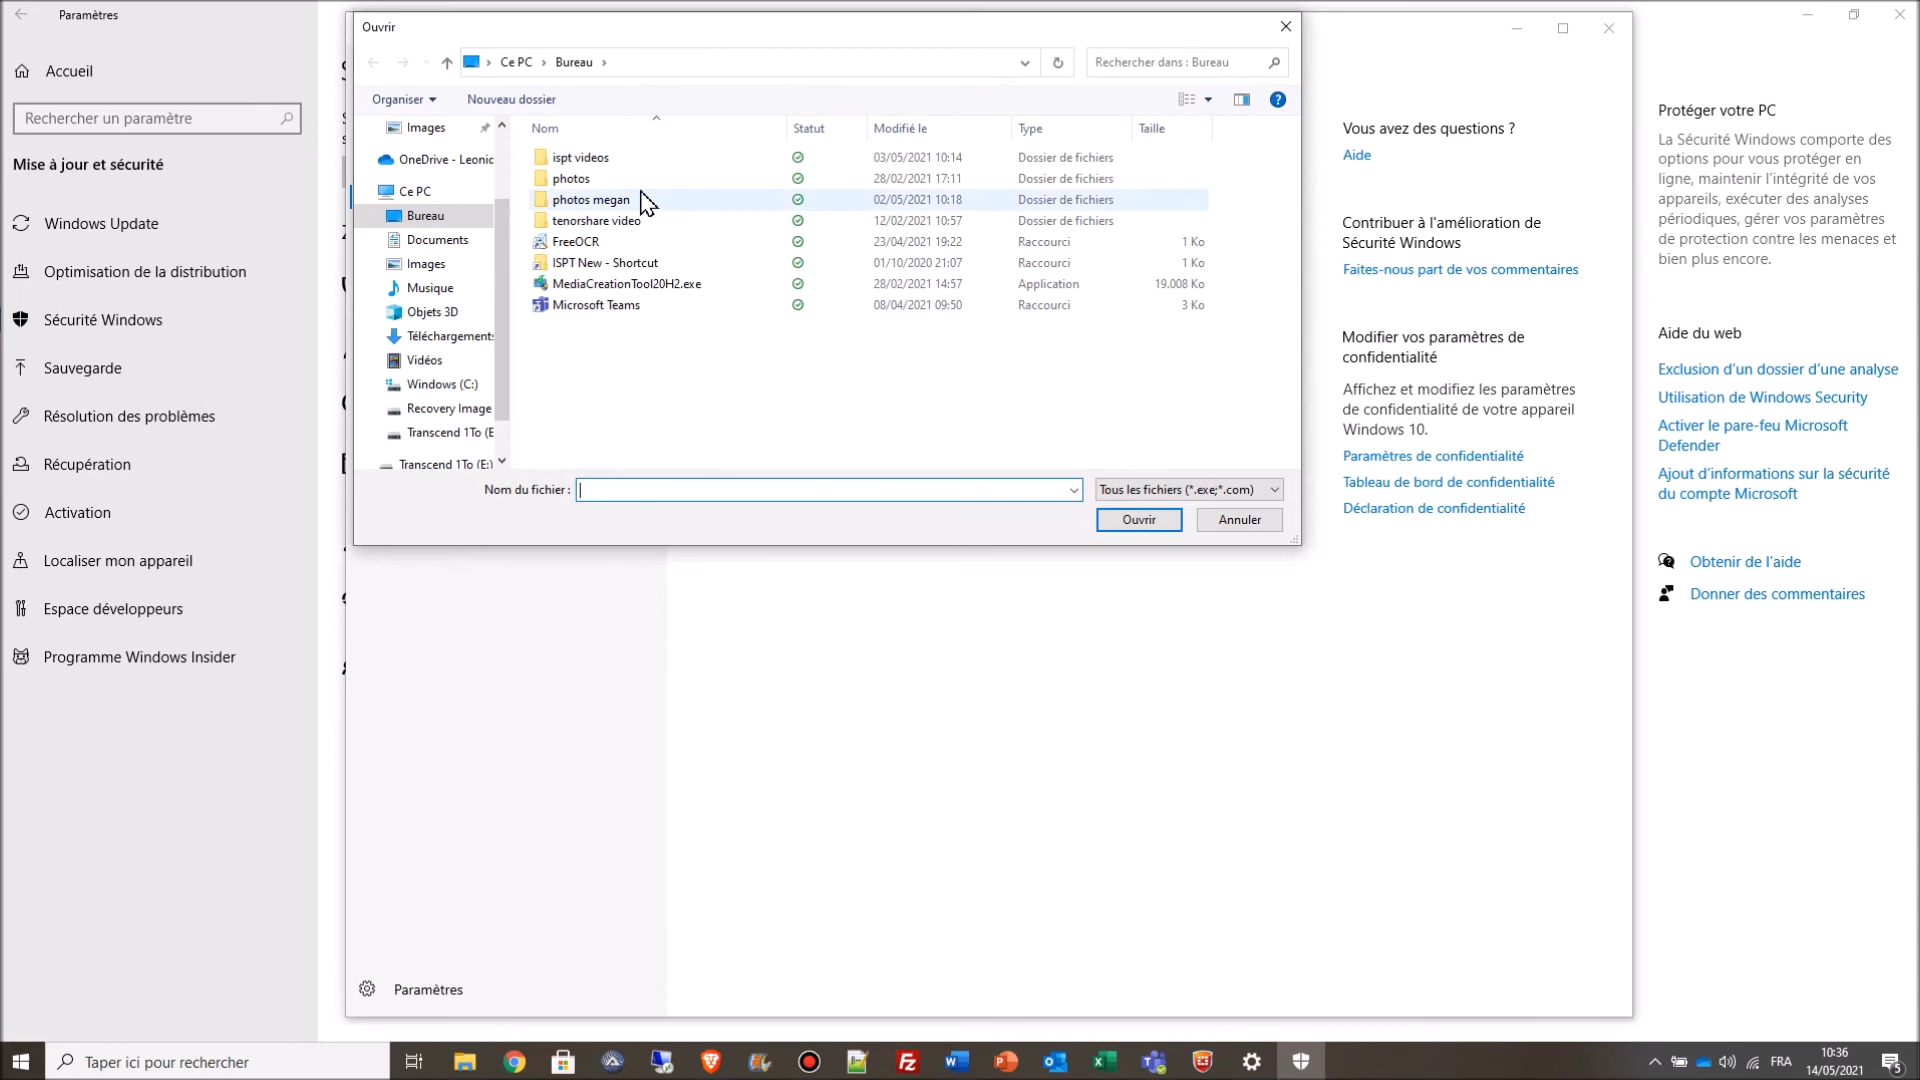 Paramètres
Accueil
Rechercher un paramètre
Mise à jour et sécurité
Windows Update
Optimisation de la distribution
Sécurité Windows
Sauvegarde
Résolution des problèmes
Récupération
Activation
Localiser mon appareil
Espace développeurs
Programme Windows Insider
Ouvrir
Ce PC
Bureau
Rechercher dans : Bureau
Organiser
Nouveau dossier
Images
OneDrive - Leonic
Ce PC
Bureau
Documents
Images
Musique
Objets 3D
Téléchargements
Vidéos
Windows (C:)
Recovery Image
Transcend 1To (E
Transcend 1To (E:)
Nom Statut Modifié le Type Taille
ispt videos 03/05/2021 10:14 Dossier de fichiers
photos 28/02/2021 17:11 Dossier de fichiers
photos megan 02/05/2021 10:18 Dossier de fichiers
tenorshare video 12/02/2021 10:57 Dossier de fichiers
FreeOCR 23/04/2021 19:22 Raccourci 1 Ko
ISPT New - Shortcut 01/10/2020 21:07 Raccourci 1 Ko
MediaCreationTool20H2.exe 28/02/2021 14:57 Application 19.008 Ko
Microsoft Teams 08/04/2021 09:50 Raccourci 3 Ko
Nom du fichier :
Tous les fichiers (*.exe;*.com)
Ouvrir
Annuler
Paramètres
Vous avez des questions ?
Aide
Contribuer à l'amélioration de
Sécurité Windows
Faites-nous part de vos commentaires
Modifier vos paramètres de
confidentialité
Affichez et modifiez les paramètres
de confidentialité de votre appareil
Windows 10.
Paramètres de confidentialité
Tableau de bord de confidentialité
Déclaration de confidentialité
Protéger votre PC
La Sécurité Windows comporte des
options pour vous protéger en
ligne, maintenir l'intégrité de vos
appareils, exécuter des analyses
périodiques, gérer vos paramètres
de protection contre les menaces et
bien plus encore.
Aide du web
Exclusion d'un dossier d'une analyse
Utilisation de Windows Security
Activer le pare-feu Microsoft
Defender
Ajout d'informations sur la sécurité
du compte Microsoft
Obtenir de l'aide
Donner des commentaires
Taper ici pour rechercher
FRA
10:36
14/05/2021
5